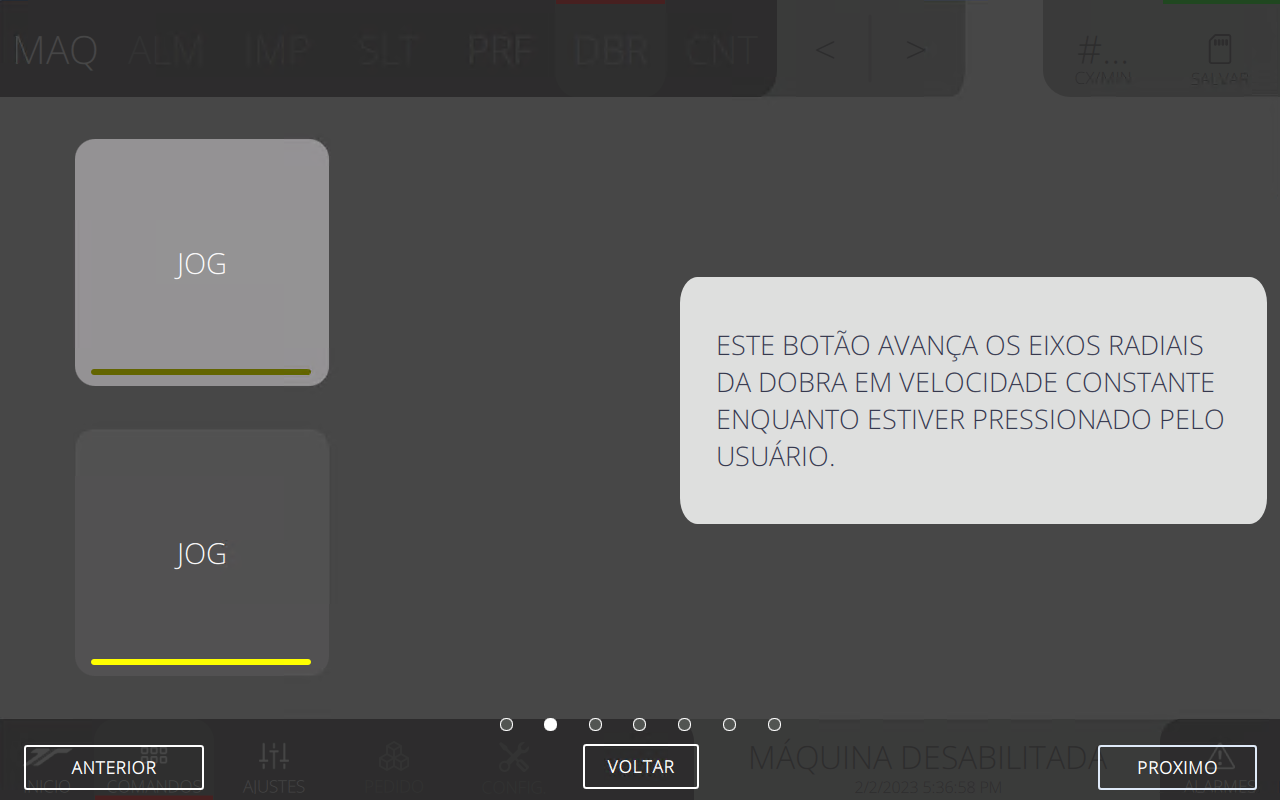 MAQ ALM IMP SLT PRF DBR CNT < > #...
CX/MIN SALVAR
JOG
ESTE BOTÃO AVANÇA OS EIXOS RADIAIS
DA DOBRA EM VELOCIDADE CONSTANTE
ENQUANTO ESTIVER PRESSIONADO PELO
USUÁRIO.
JOG
MÁQUINA DESABILITADA
ANTERIOR VOLTAR PROXIMO
INICIO COMANDOS AJUSTES PEDIDO CONFIG 2/2/2023 5:36:58 PM ALARMES